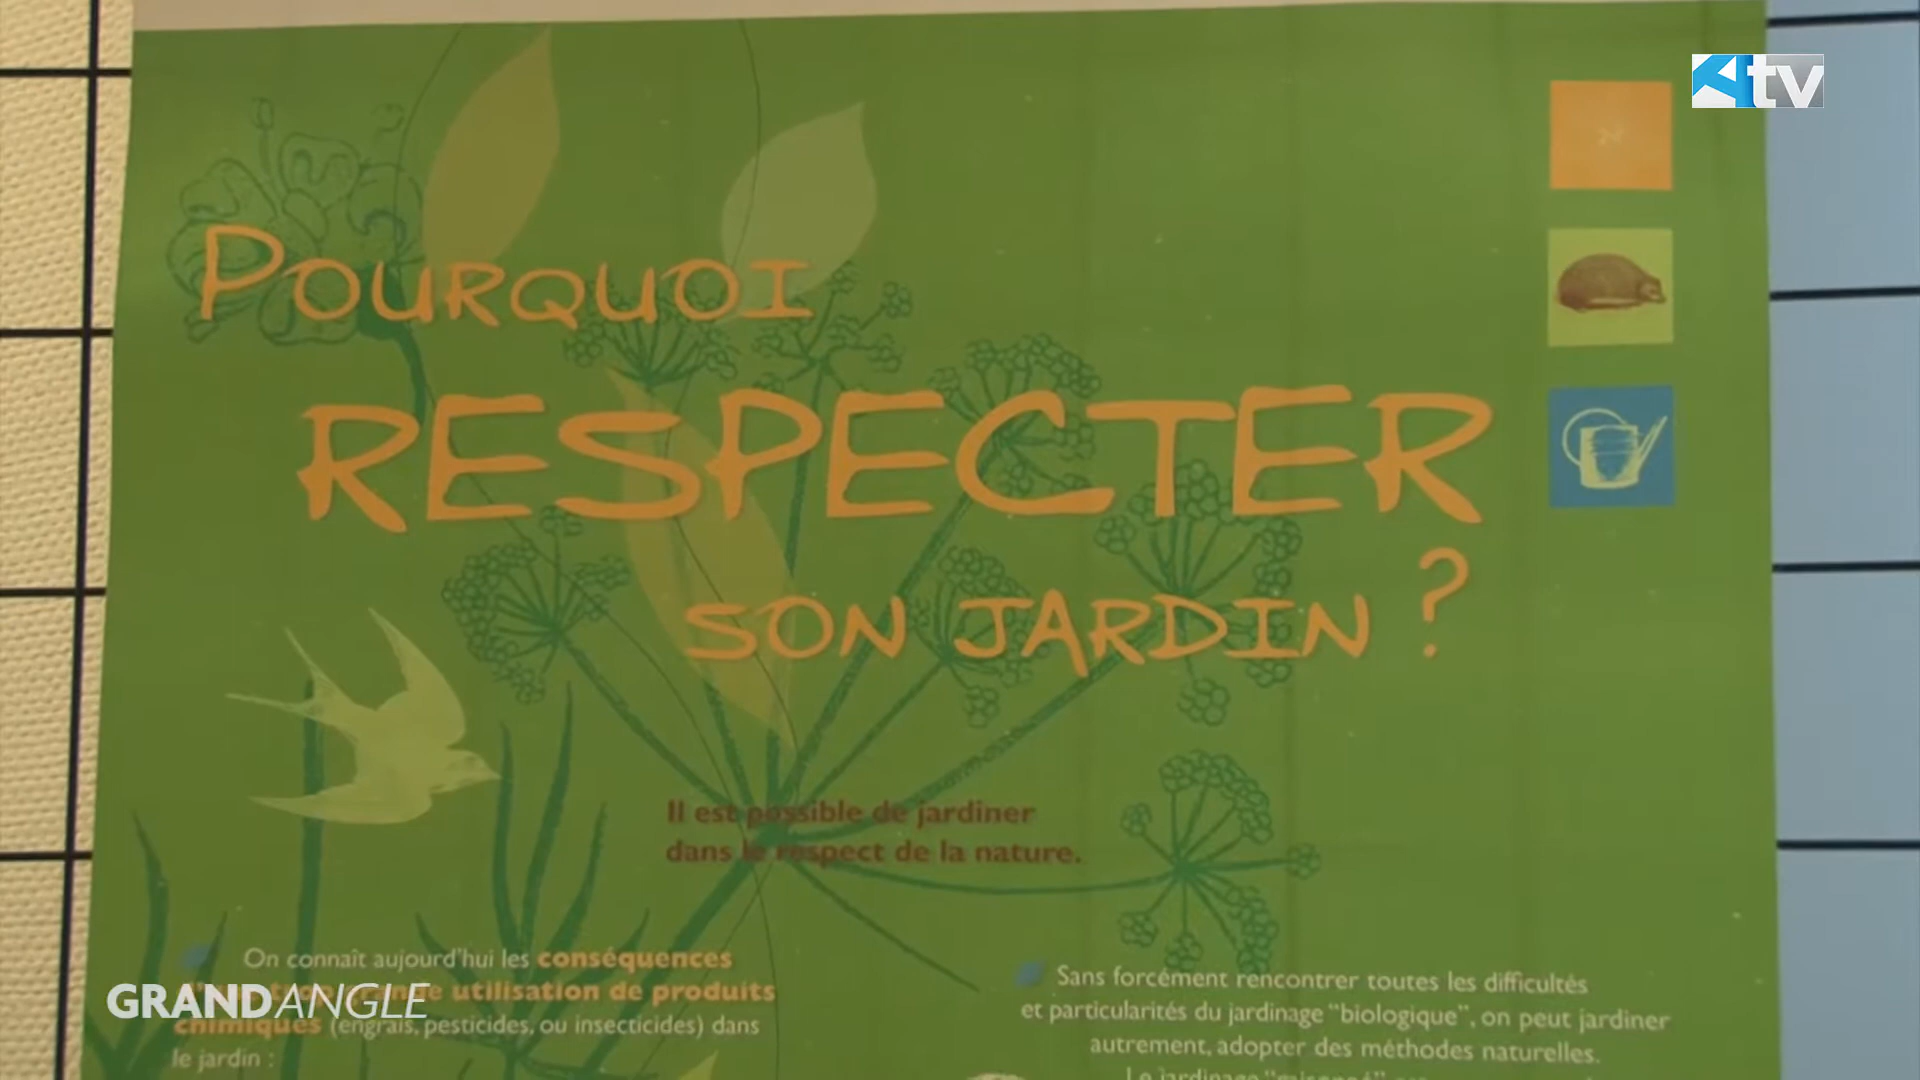 tv
POURQUOI
RESPECTER
SON JARDIN ?
Il est possible de jardiner
dans le respect de la nature.
On connaît aujourd'hui les conséquences
utilisation de produits
chimiques (engrais, pesticides, ou insecticides) dans
le jardin :
GRANDANGLE
Sans forcément rencontrer toutes les difficultés
et particularités du jardinage "biologique", on peut jardiner
autrement, adopter des méthodes naturelles.
Le jardinage